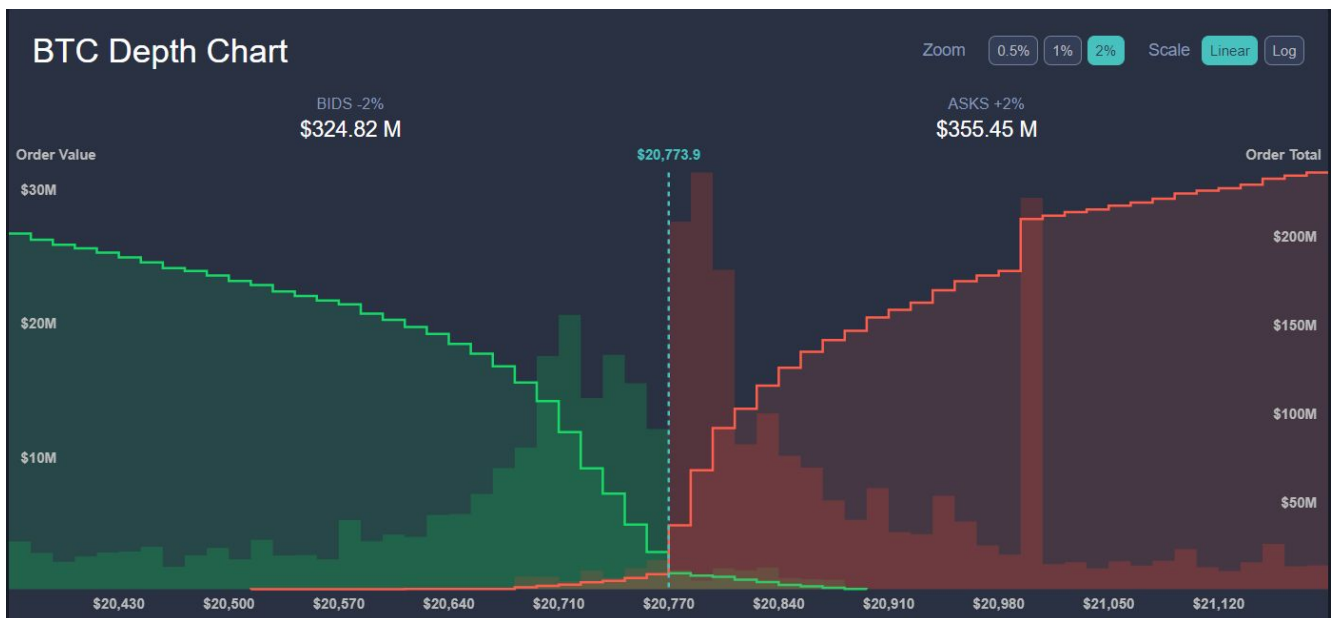 BTC Depth Chart
Zoom 0.5% 1% 2% Scale Linear Log
BIDS -2%
$324.82 M
ASKS +2%
$355.45 M
Order Value
$20,773.9
Order Total
$30M
$200M
$20M
$150M
$100M
$10M
$50M
$20,430 $20,500 $20,570 $20,640 $20,710 $20,770 $20,840 $20,910 $20,980 $21,050 $21,120